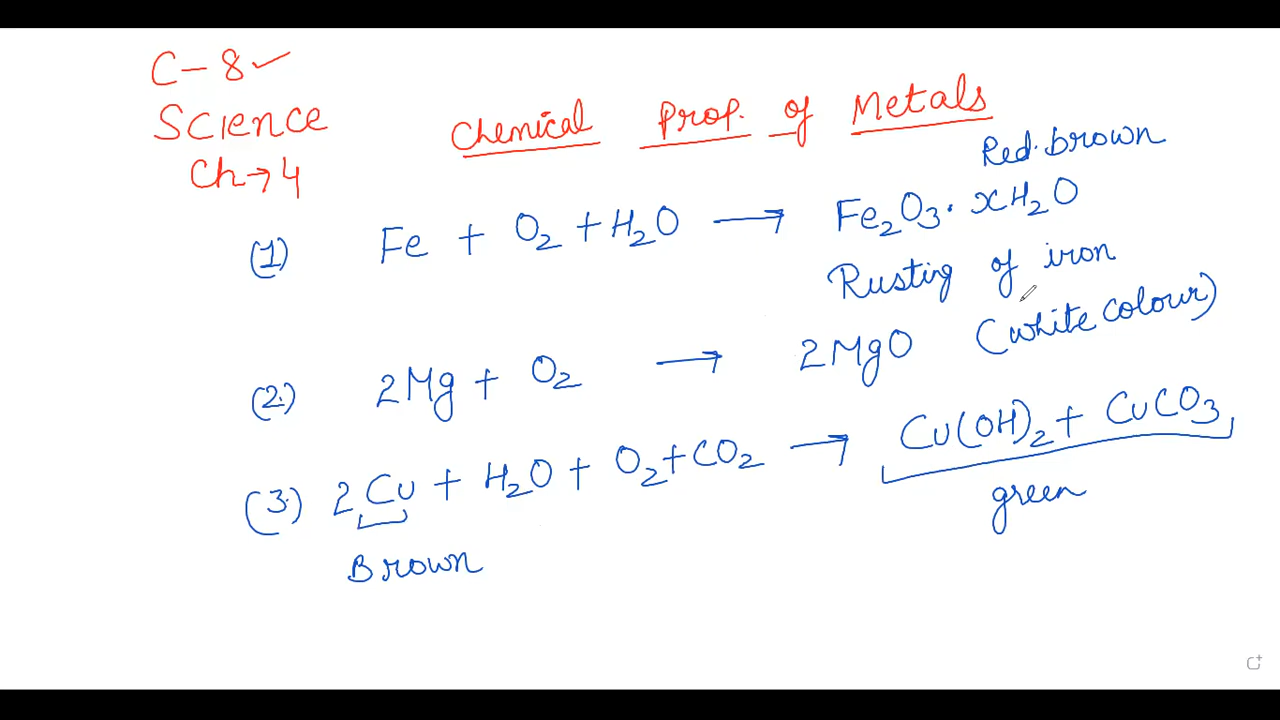 C-8✓
Science
Ch→4
Chemical Prop. of Metals
Red.brown
(1) Fe + O₂ + H₂O → Fe₂O₃·xH₂O
Rusting of iron
(2.) 2Mg + O₂ → 2MgO (white colour)
(3.) 2Cu + H₂O + O₂ + CO₂ → Cu(OH)₂ + CuCO₃
green
Brown